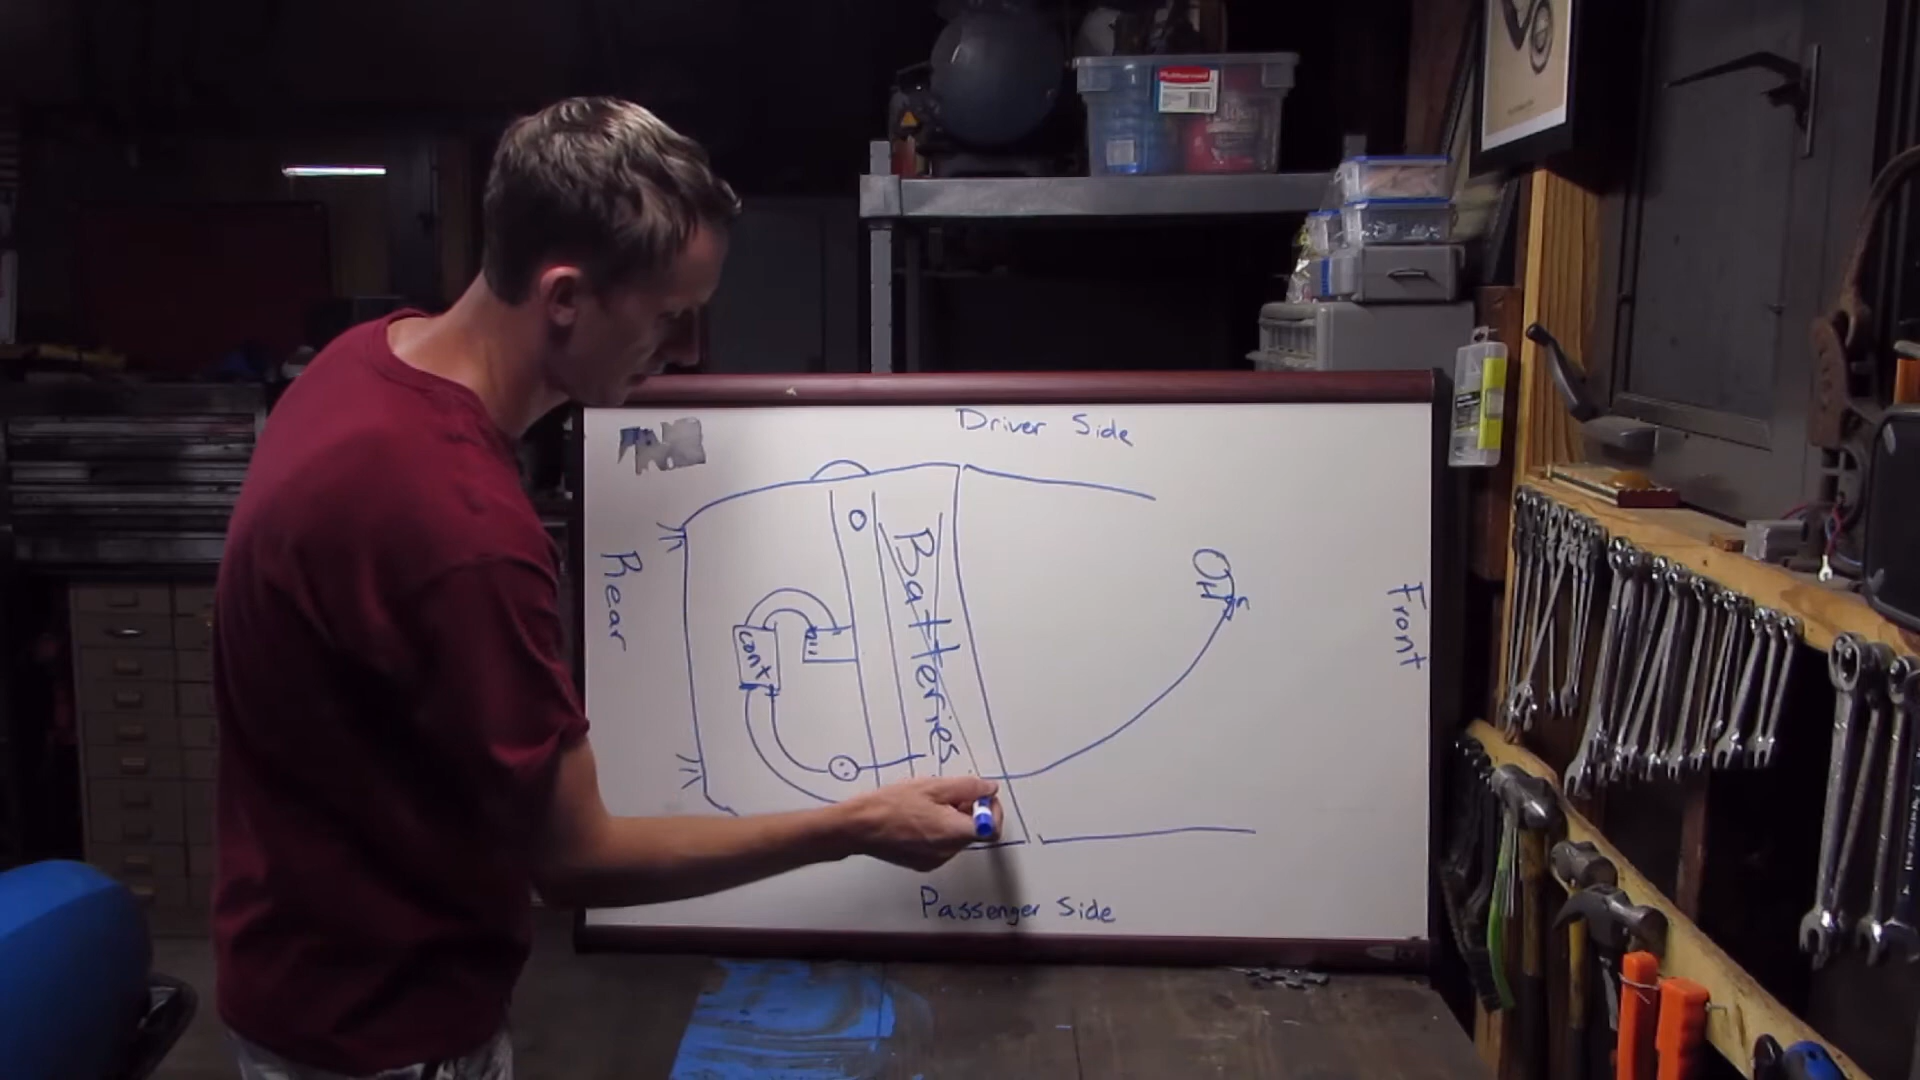 Driver Side
Rear
cont
Batteries
Front
Passenger Side